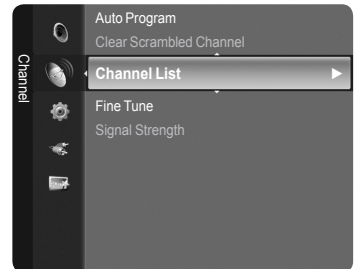 Channel
Auto Program
Clear Scrambled Channel
Channel List
Fine Tune
Signal Strength